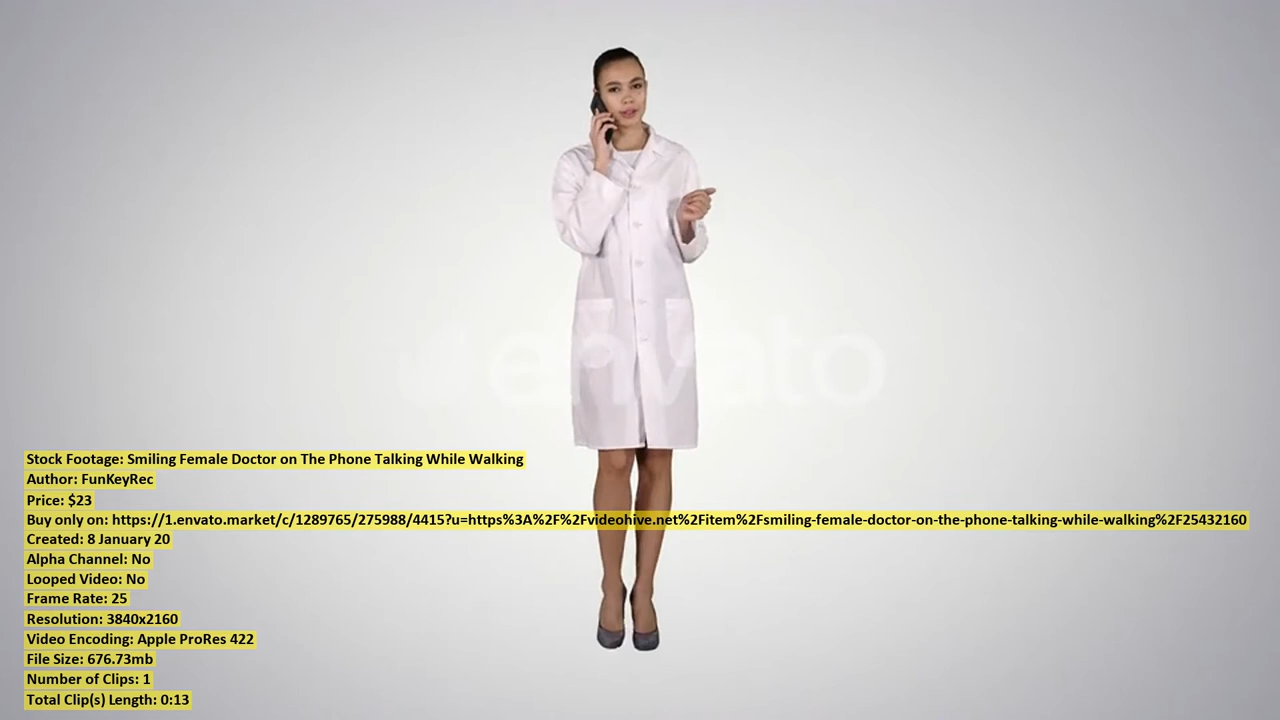 envato
Stock Footage: Smiling Female Doctor on The Phone Talking While Walking
Author: FunKeyRec
Price: $23
Buy only on: https://1.envato.market/c/1289765/275988/4415?u=https%3A%2F%2Fvideohive.net%2Fitem%2Fsmiling-female-doctor-on-the-phone-talking-while-walking%2F25432160
Created: 8 January 20
Alpha Channel: No
Looped Video: No
Frame Rate: 25
Resolution: 3840x2160
Video Encoding: Apple ProRes 422
File Size: 676.73mb
Number of Clips: 1
Total Clip(s) Length: 0:13